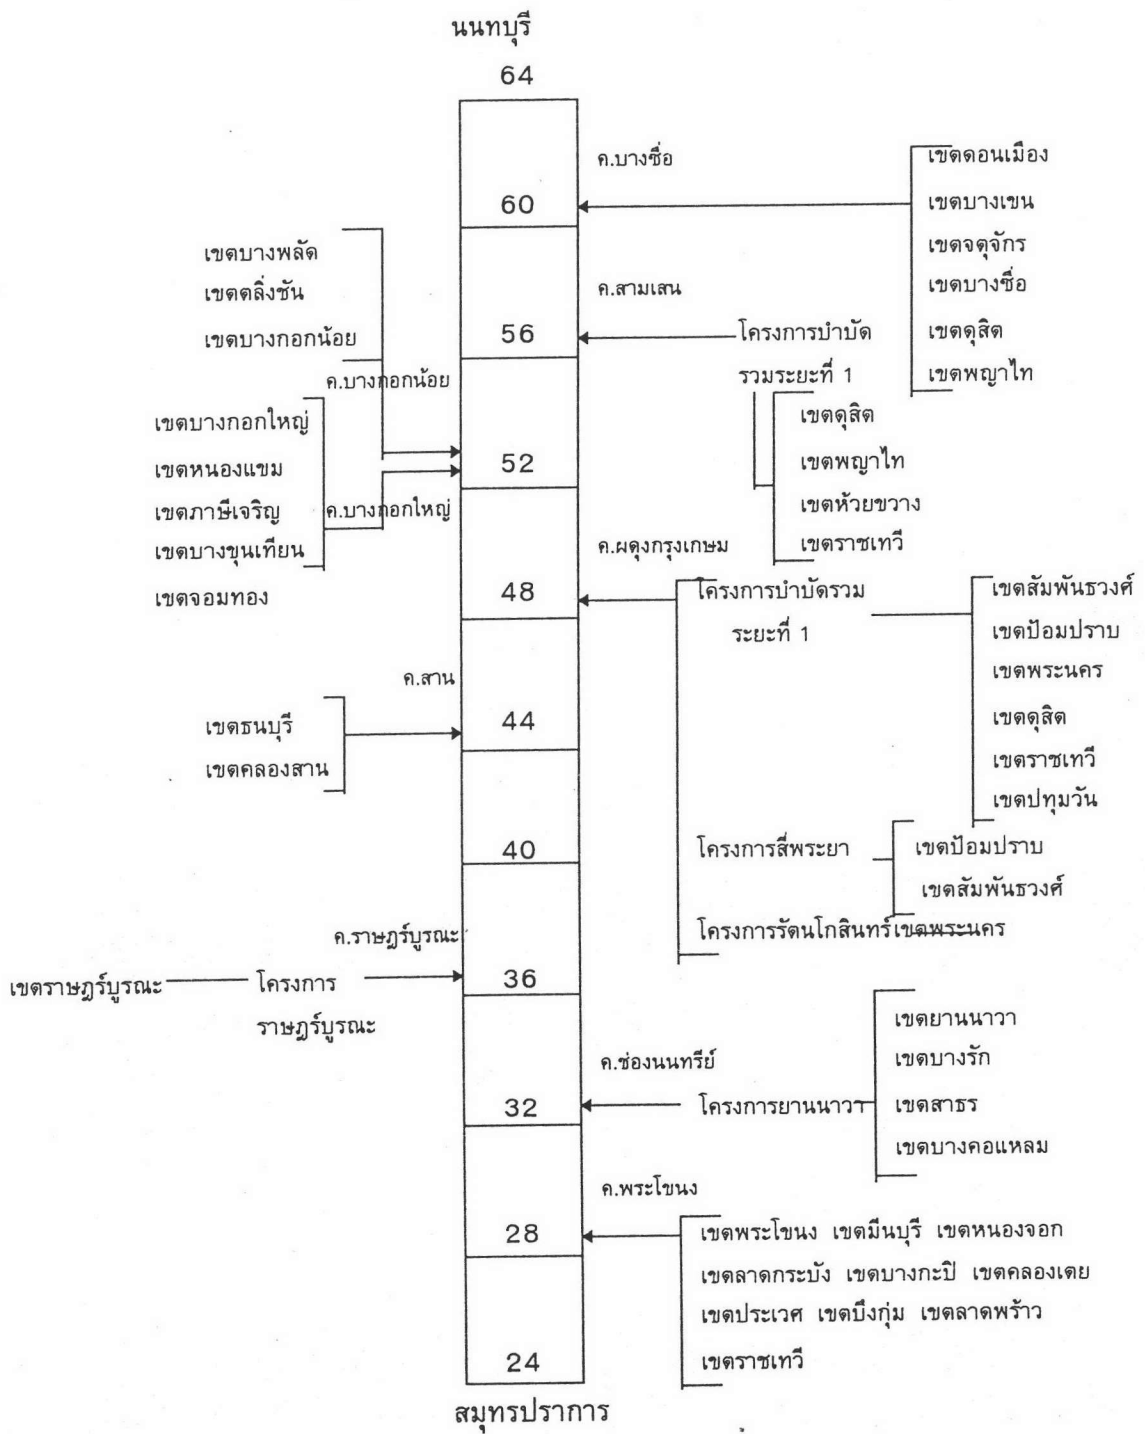 นนทบุรี
64
ค.บางซื่อ
60
เขตดอนเมือง
เขตบางเขน
เขตจตุจักร
เขตบางซื่อ
เขตดุสิต
เขตพญาไท
เขตบางพลัด
เขตตลิ่งชัน
เขตบางกอกน้อย
ค.บางกอกน้อย
ค.สามเสน
56
โครงการบำบัด
รวมระยะที่ 1
เขตดุสิต
เขตพญาไท
เขตห้วยขวาง
เขตราชเทวี
เขตบางกอกใหญ่
เขตหนองแขม
เขตภาษีเจริญ
เขตบางขุนเทียน
เขตจอมทอง
ค.บางกอกใหญ่
52
ค.ผดุงกรุงเกษม
48
โครงการบำบัดรวม
ระยะที่ 1
เขตสัมพันธวงศ์
เขตป้อมปราบ
เขตพระนคร
เขตดุสิต
เขตราชเทวี
เขตปทุมวัน
ค.สาน
44
เขตธนบุรี
เขตคลองสาน
40
โครงการสี่พระยา
เขตป้อมปราบ
เขตสัมพันธวงศ์
โครงการรัตนโกสินทร์เขตพระนคร
ค.ราษฎร์บูรณะ
36
เขตราษฎร์บูรณะ
โครงการ
ราษฎร์บูรณะ
ค.ช่องนนทรีย์
32
โครงการยานนาวา
เขตยานนาวา
เขตบางรัก
เขตสาธร
เขตบางคอแหลม
ค.พระโขนง
28
เขตพระโขนง เขตมีนบุรี เขตหนองจอก
เขตลาดกระบัง เขตบางกะปิ เขตคลองเตย
เขตประเวศ เขตบึงกุ่ม เขตลาดพร้าว
เขตราชเทวี
24
สมุทรปราการ